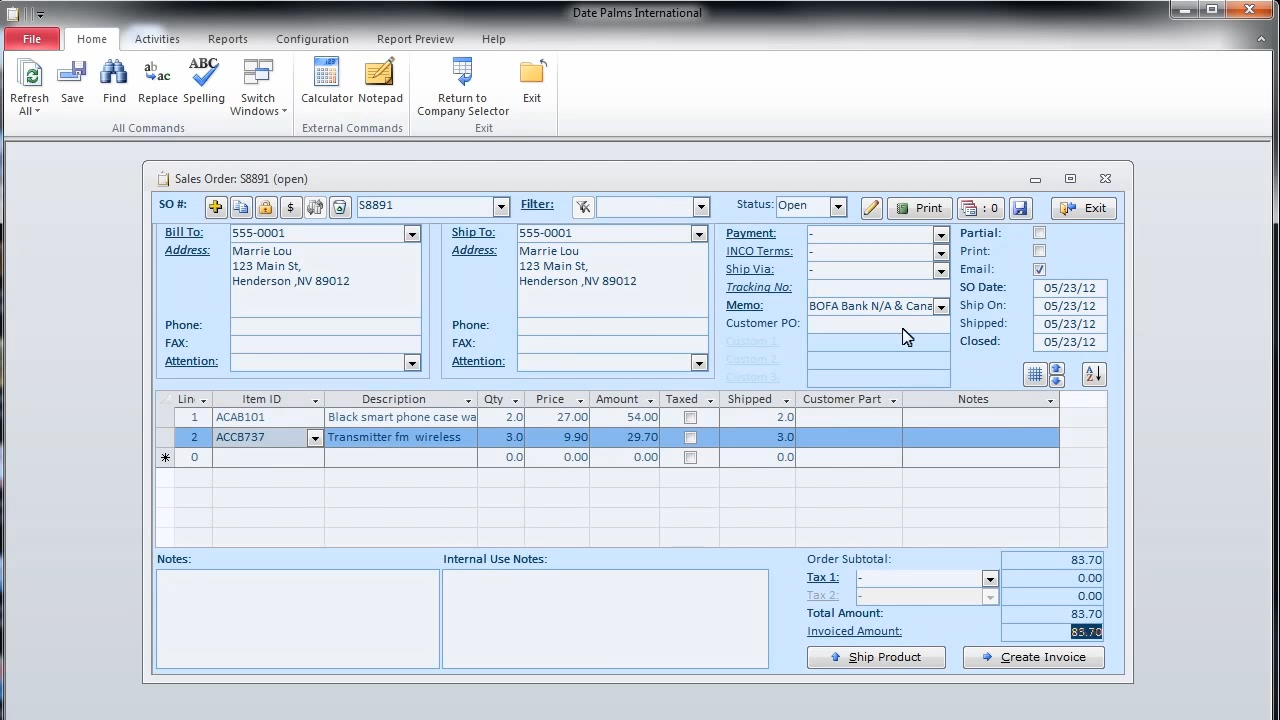 Date Palms International
File Home Activities Reports Configuration Report Preview Help
ABC
ab
ac
Refresh All Save Find Replace Spelling Switch Windows Calculator Notepad Return to Company Selector Exit
All Commands External Commands Exit
Sales Order: S8891 (open)
SO #: $ S8891 Filter: Status: Open Print : 0 Exit
Bill To: 555-0001 Ship To: 555-0001 Payment: - Partial:
Address: Marrie Lou Address: Marrie Lou INCO Terms: - Print:
123 Main St, 123 Main St, Ship Via: - Email:
Henderson ,NV 89012 Henderson ,NV 89012 Tracking No: SO Date: 05/23/12
Memo: BOFA Bank N/A & Cana Ship On: 05/23/12
Phone: Phone: Customer PO: Shipped: 05/23/12
FAX: FAX: Custom 1: Closed: 05/23/12
Attention: Attention: Custom 2:
Custom 3:
A
Z
Lin Item ID Description Qty Price Amount Taxed Shipped Customer Part Notes
1 ACAB101 Black smart phone case wa 2.0 27.00 54.00 2.0
2 ACCB737 Transmitter fm wireless 3.0 9.90 29.70 3.0
0 0.0 0.00 0.00 0.0
Notes: Internal Use Notes: Order Subtotal: 83.70
Tax 1: - 0.00
Tax 2: - 0.00
Total Amount: 83.70
Invoiced Amount: 83.70
Ship Product Create Invoice